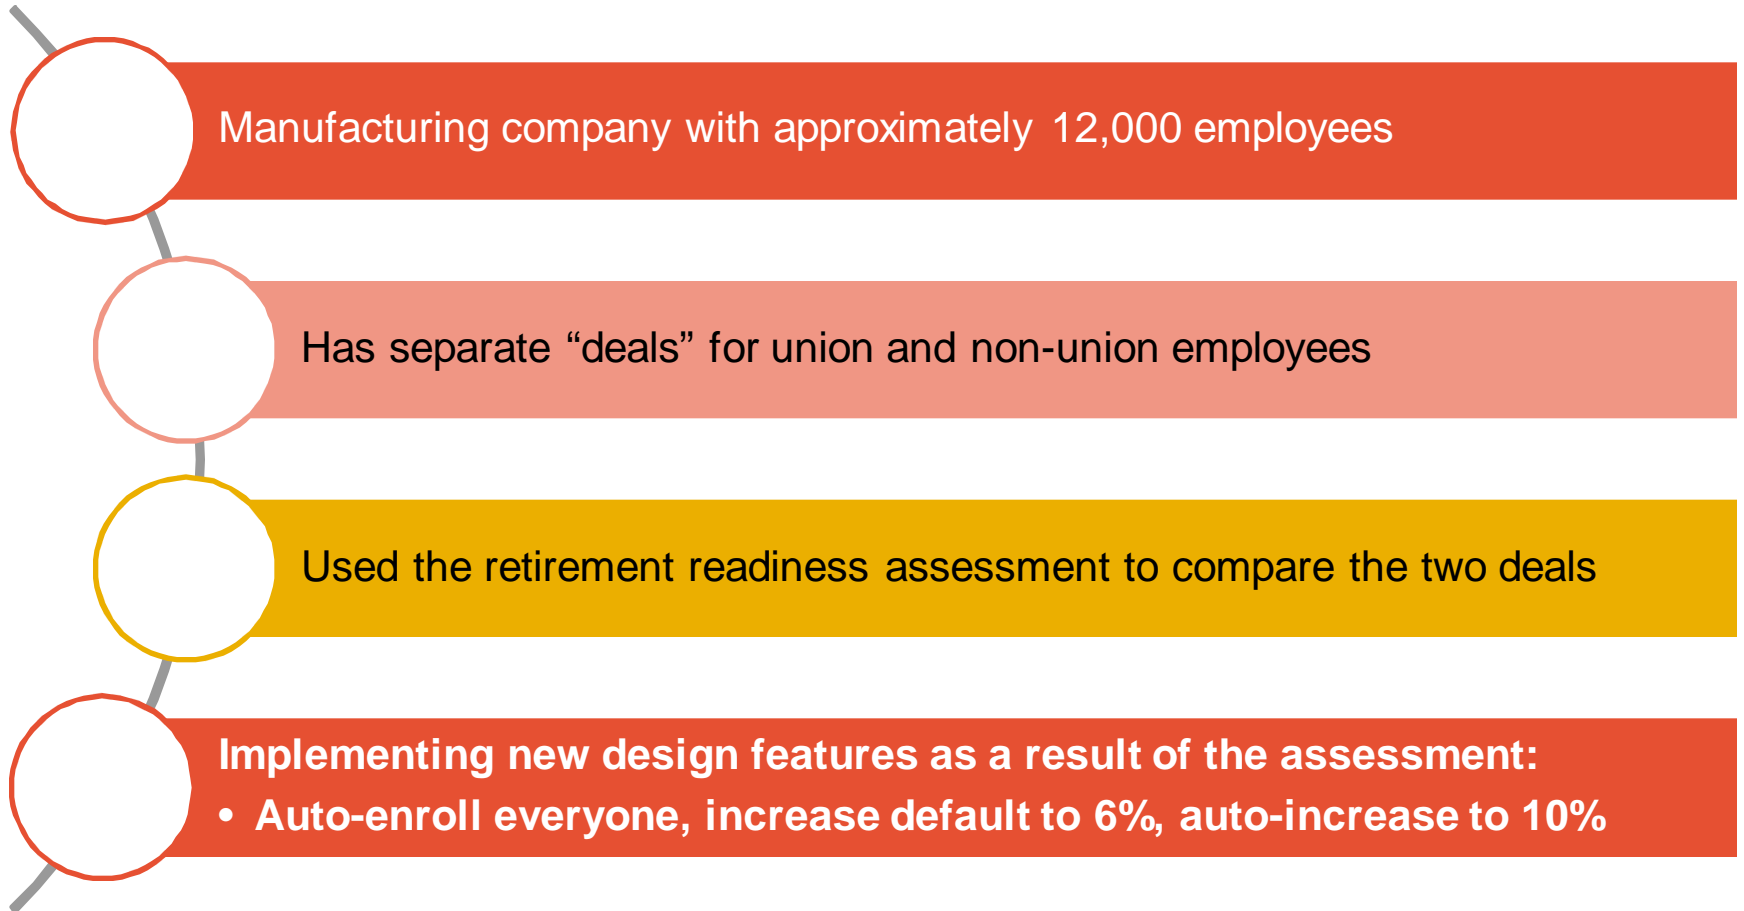 Manufacturing company with approximately 12,000 employees
Has separate “deals” for union and non-union employees
Used the retirement readiness assessment to compare the two deals
Implementing new design features as a result of the assessment:
• Auto-enroll everyone, increase default to 6%, auto-increase to 10%